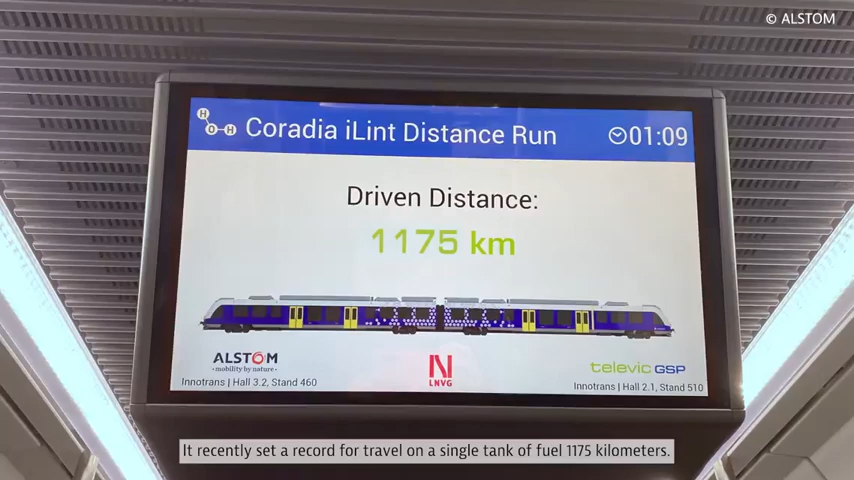 © ALSTOM
H O H Coradia iLint Distance Run 01:09
Driven Distance:
1175 km
ALSTOM
• mobility by nature •
Innotrans | Hall 3.2, Stand 460
N
LNVG
televic GSP
Innotrans | Hall 2.1, Stand 510
It recently set a record for travel on a single tank of fuel 1175 kilometers.